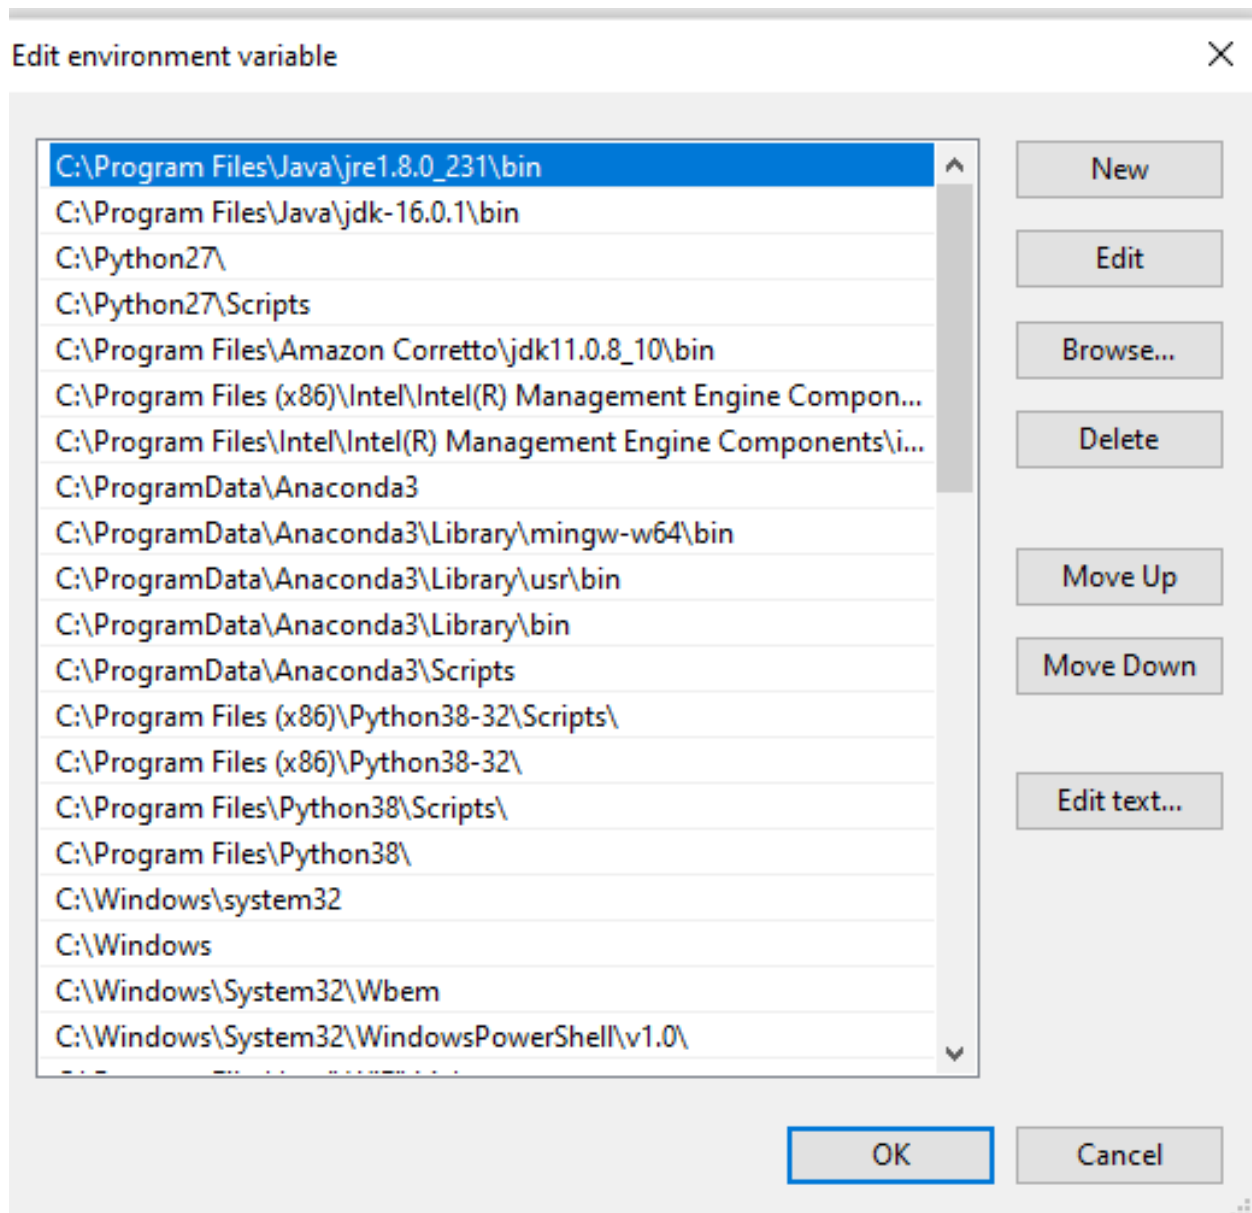 Edit environment variable
C:\Program Files\Java\jre1.8.0_231\bin
C:\Program Files\Java\jdk-16.0.1\bin
C:\Python27\
C:\Python27\Scripts
C:\Program Files\Amazon Corretto\jdk11.0.8_10\bin
C:\Program Files (x86)\Intel\Intel(R) Management Engine Compon...
C:\Program Files\Intel\Intel(R) Management Engine Components\i...
C:\ProgramData\Anaconda3
C:\ProgramData\Anaconda3\Library\mingw-w64\bin
C:\ProgramData\Anaconda3\Library\usr\bin
C:\ProgramData\Anaconda3\Library\bin
C:\ProgramData\Anaconda3\Scripts
C:\Program Files (x86)\Python38-32\Scripts\
C:\Program Files (x86)\Python38-32\
C:\Program Files\Python38\Scripts\
C:\Program Files\Python38\
C:\Windows\system32
C:\Windows
C:\Windows\System32\Wbem
C:\Windows\System32\WindowsPowerShell\v1.0\
New
Edit
Browse...
Delete
Move Up
Move Down
Edit text...
OK
Cancel